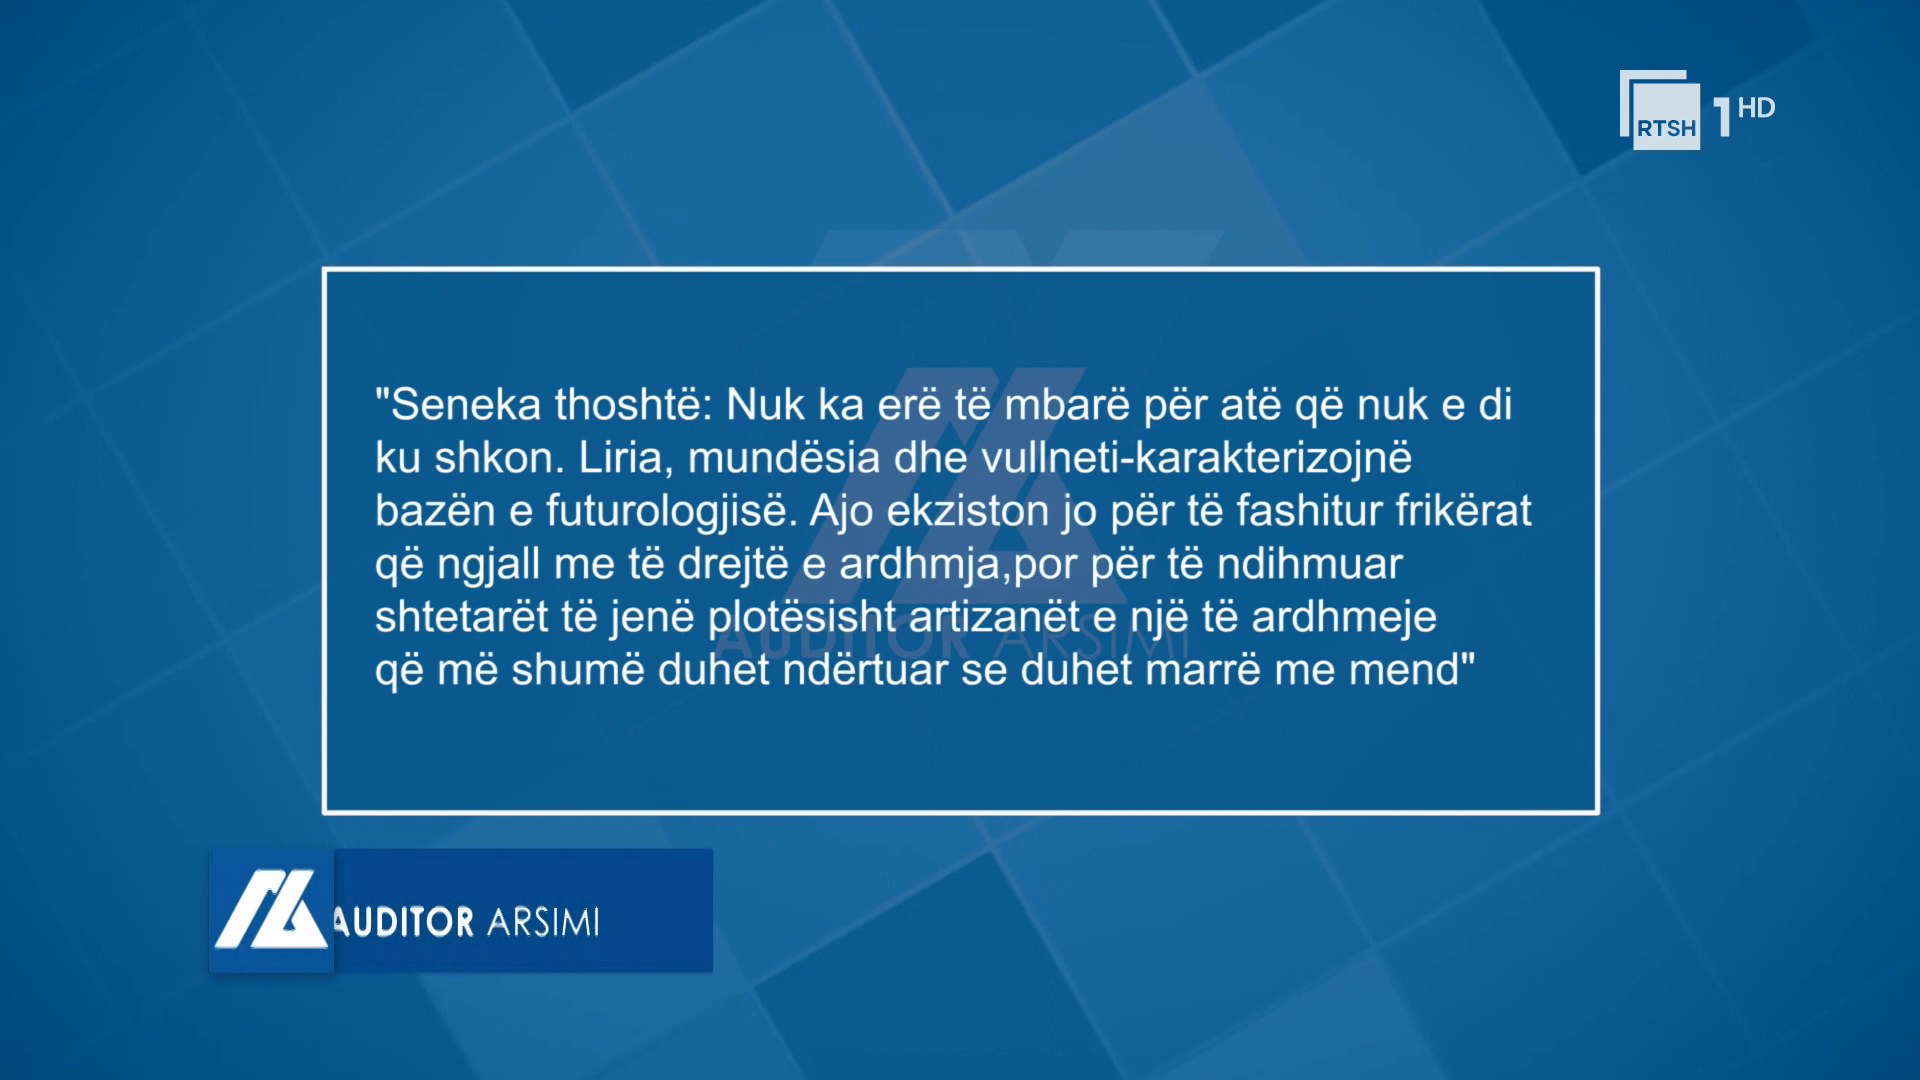 RTSH 1 HD
"Seneka thoshtë: Nuk ka erë të mbarë për atë që nuk e di
ku shkon. Liria, mundësia dhe vullneti-karakterizojnë
bazën e futurologjisë. Ajo ekziston jo për të fashitur frikërat
që ngjall me të drejtë e ardhmja,por për të ndihmuar
shtetarët të jenë plotësisht artizanët e një të ardhmeje
që më shumë duhet ndërtuar se duhet marrë me mend"
AUDITOR ARSIMI
AUDITOR ARSIMI